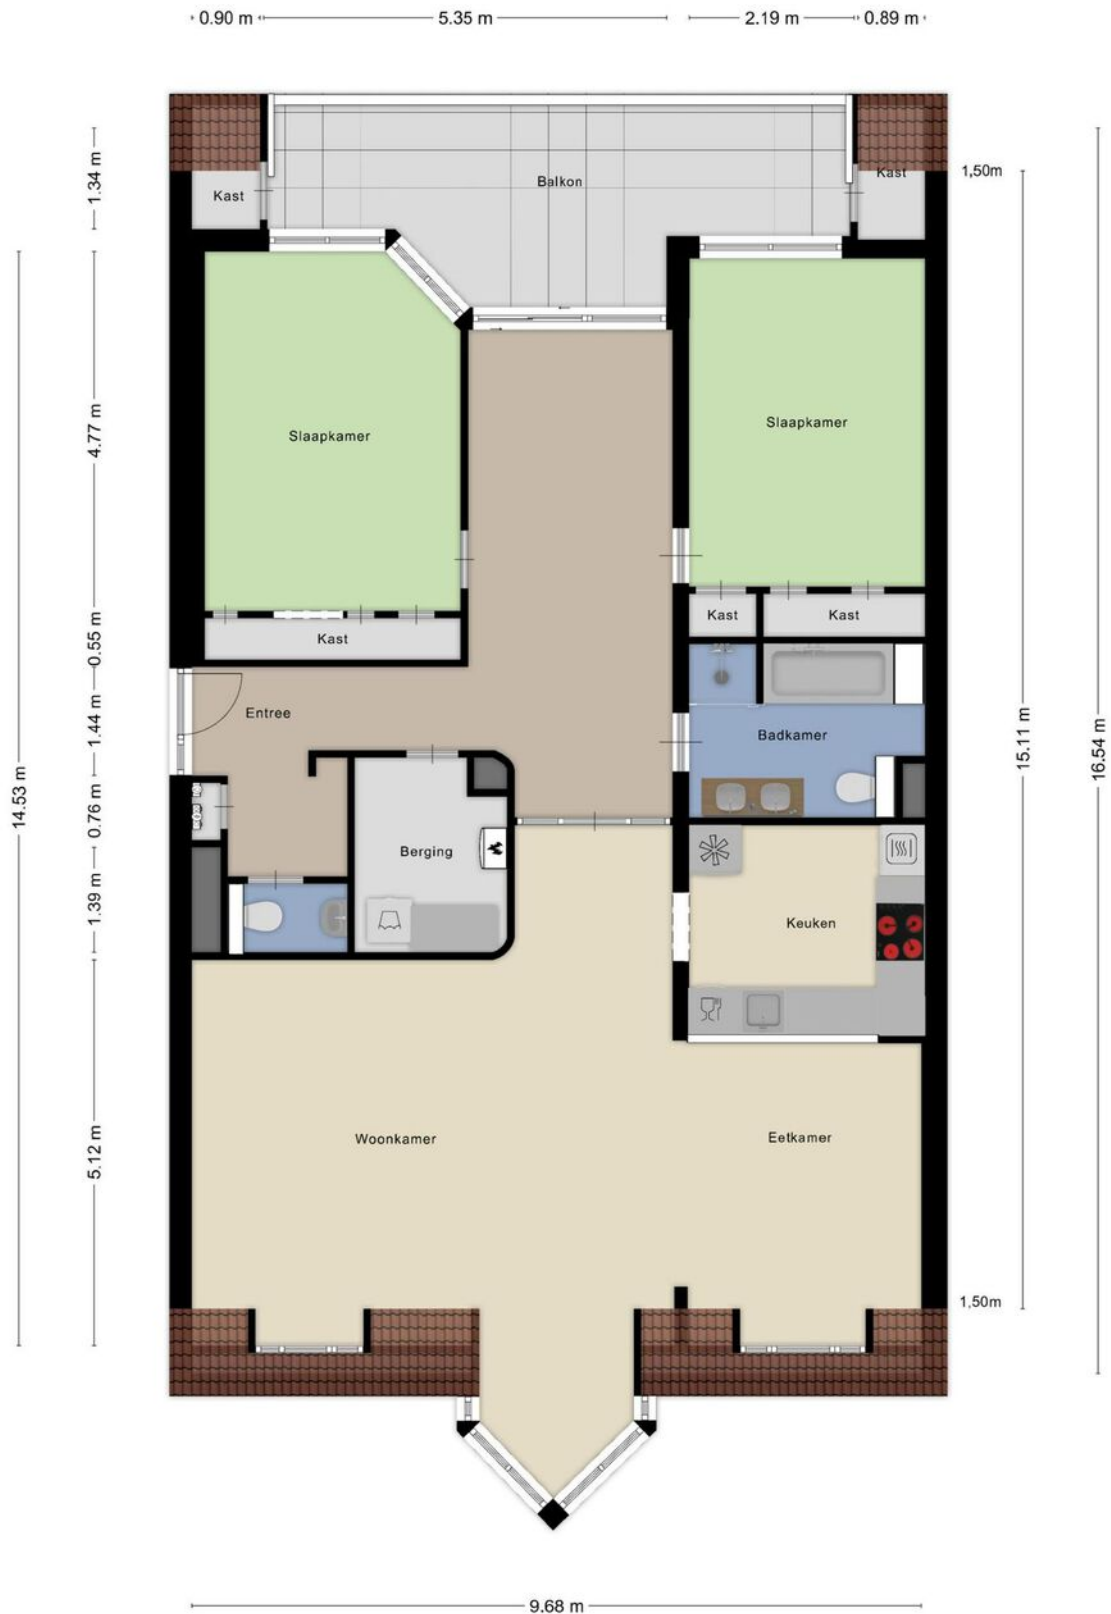 0.90 m
5.35 m
2.19 m
0.89 m
1.34 m
Kast
Balkon
Kast
1,50m
4.77 m
Slaapkamer
Slaapkamer
0.55 m
Kast
Kast
Kast
1.44 m
Entree
Badkamer
15.11 m
16.54 m
14.53 m
0.76 m
Berging
1.39 m
Keuken
5.12 m
Woonkamer
Eetkamer
1,50m
9.68 m